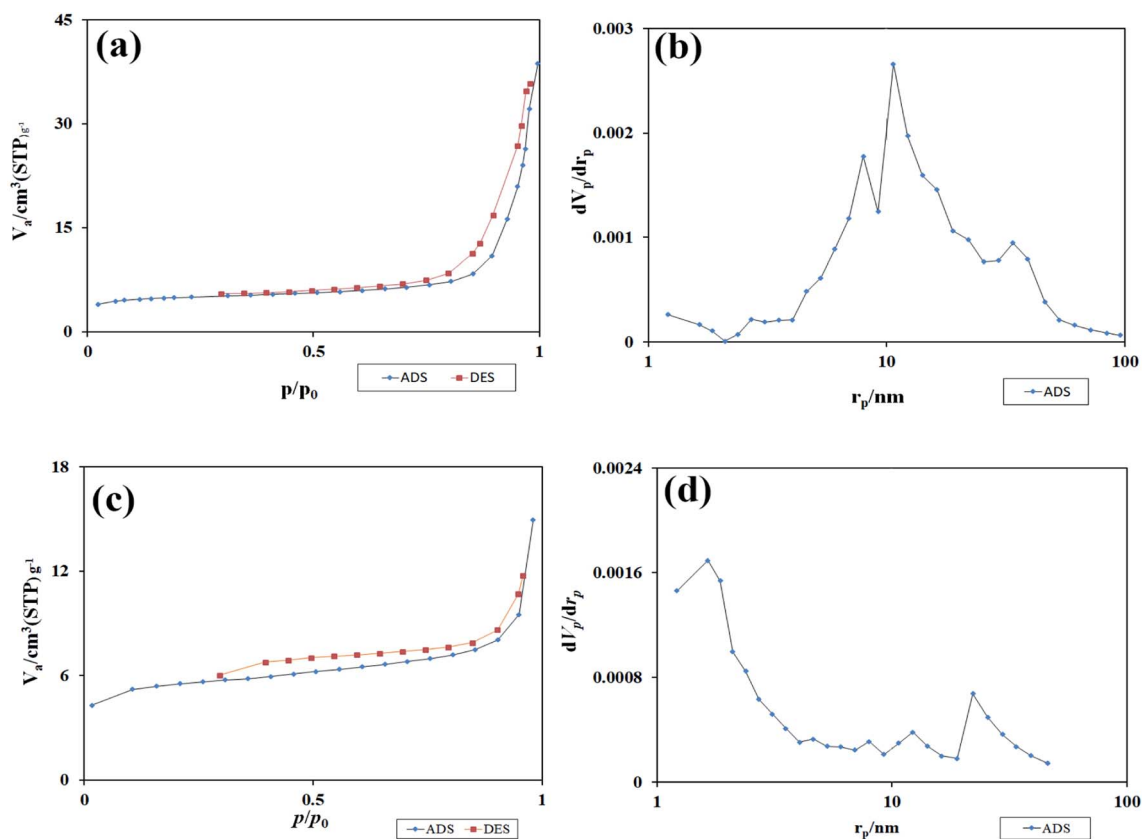 (a)
45
30
15
0
0
0.5
1
Va/cm³(STP)g⁻¹
p/p₀
ADS
DES
(b)
0.003
0.002
0.001
0
1
10
100
dVp/drp
rp/nm
ADS
(c)
18
12
6
0
0
0.5
1
Va/cm³(STP)g⁻¹
p/p₀
ADS
DES
(d)
0.0024
0.0016
0.0008
0
1
10
100
dVp/drp
rp/nm
ADS